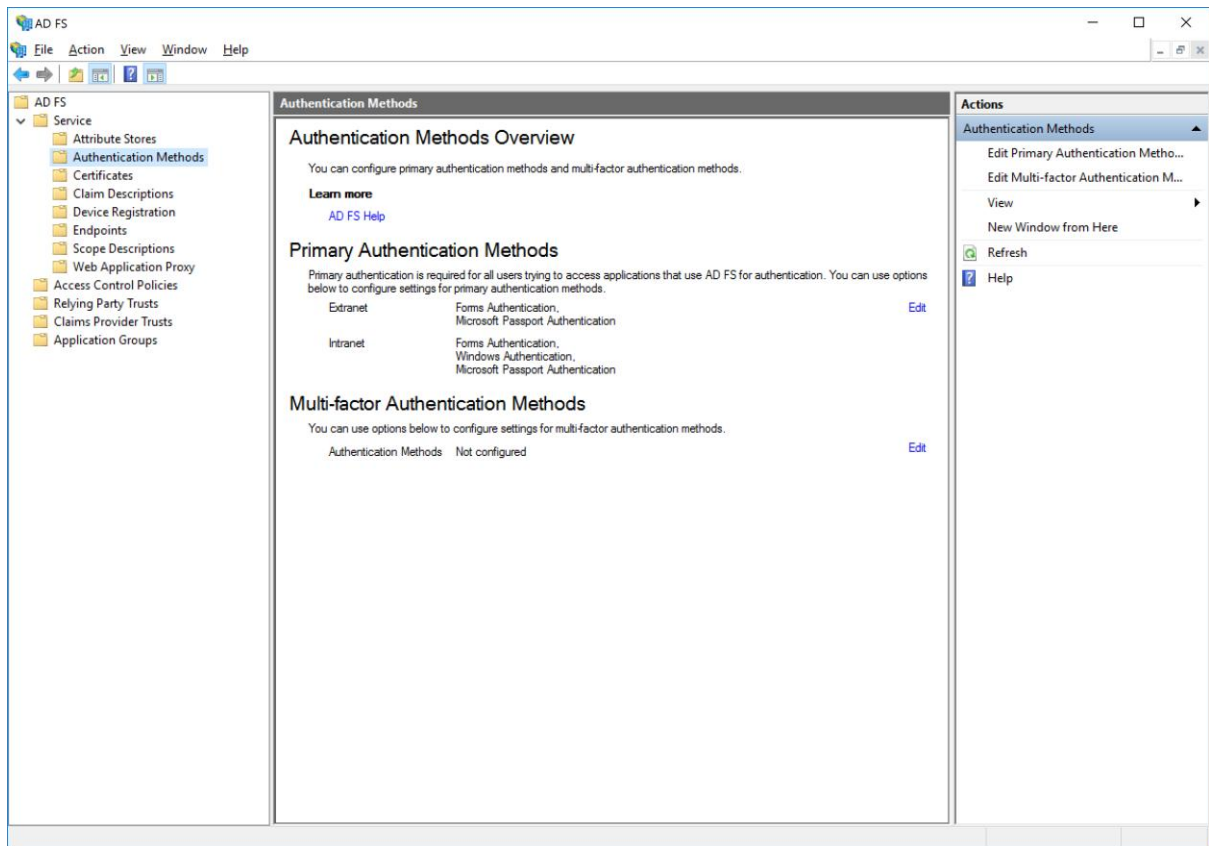 AD FS
File Action View Window Help
AD FS
Service
Attribute Stores
Authentication Methods
Certificates
Claim Descriptions
Device Registration
Endpoints
Scope Descriptions
Web Application Proxy
Access Control Policies
Relying Party Trusts
Claims Provider Trusts
Application Groups
Authentication Methods
Authentication Methods Overview
You can configure primary authentication methods and multi-factor authentication methods.
Learn more
AD FS Help
Primary Authentication Methods
Primary authentication is required for all users trying to access applications that use AD FS for authentication. You can use options
below to configure settings for primary authentication methods.
Extranet Forms Authentication, Edit
Microsoft Passport Authentication
Intranet Forms Authentication,
Windows Authentication,
Microsoft Passport Authentication
Multi-factor Authentication Methods
You can use options below to configure settings for multi-factor authentication methods.
Authentication Methods Not configured Edit
Actions
Authentication Methods
Edit Primary Authentication Metho...
Edit Multi-factor Authentication M...
View
New Window from Here
Refresh
Help